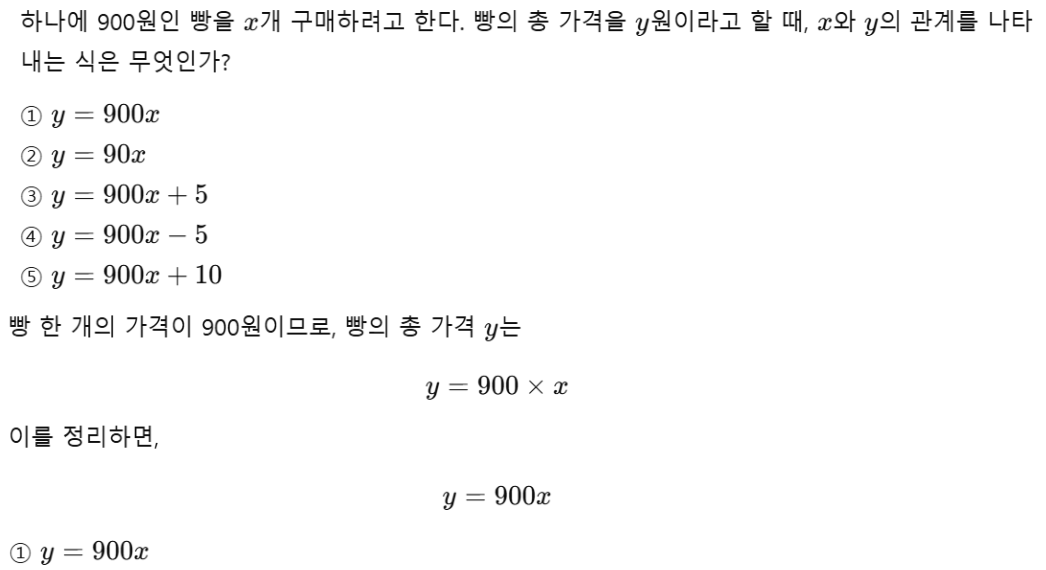 하나에 900원인 빵을 x개 구매하려고 한다. 빵의 총 가격을 y원이라고 할 때, x와 y의 관계를 나타
내는 식은 무엇인가?
① y = 900x
② y = 90x
③ y = 900x + 5
④ y = 900x − 5
⑤ y = 900x + 10
빵 한 개의 가격이 900원이므로, 빵의 총 가격 y는
y = 900 × x
이를 정리하면,
y = 900x
① y = 900x